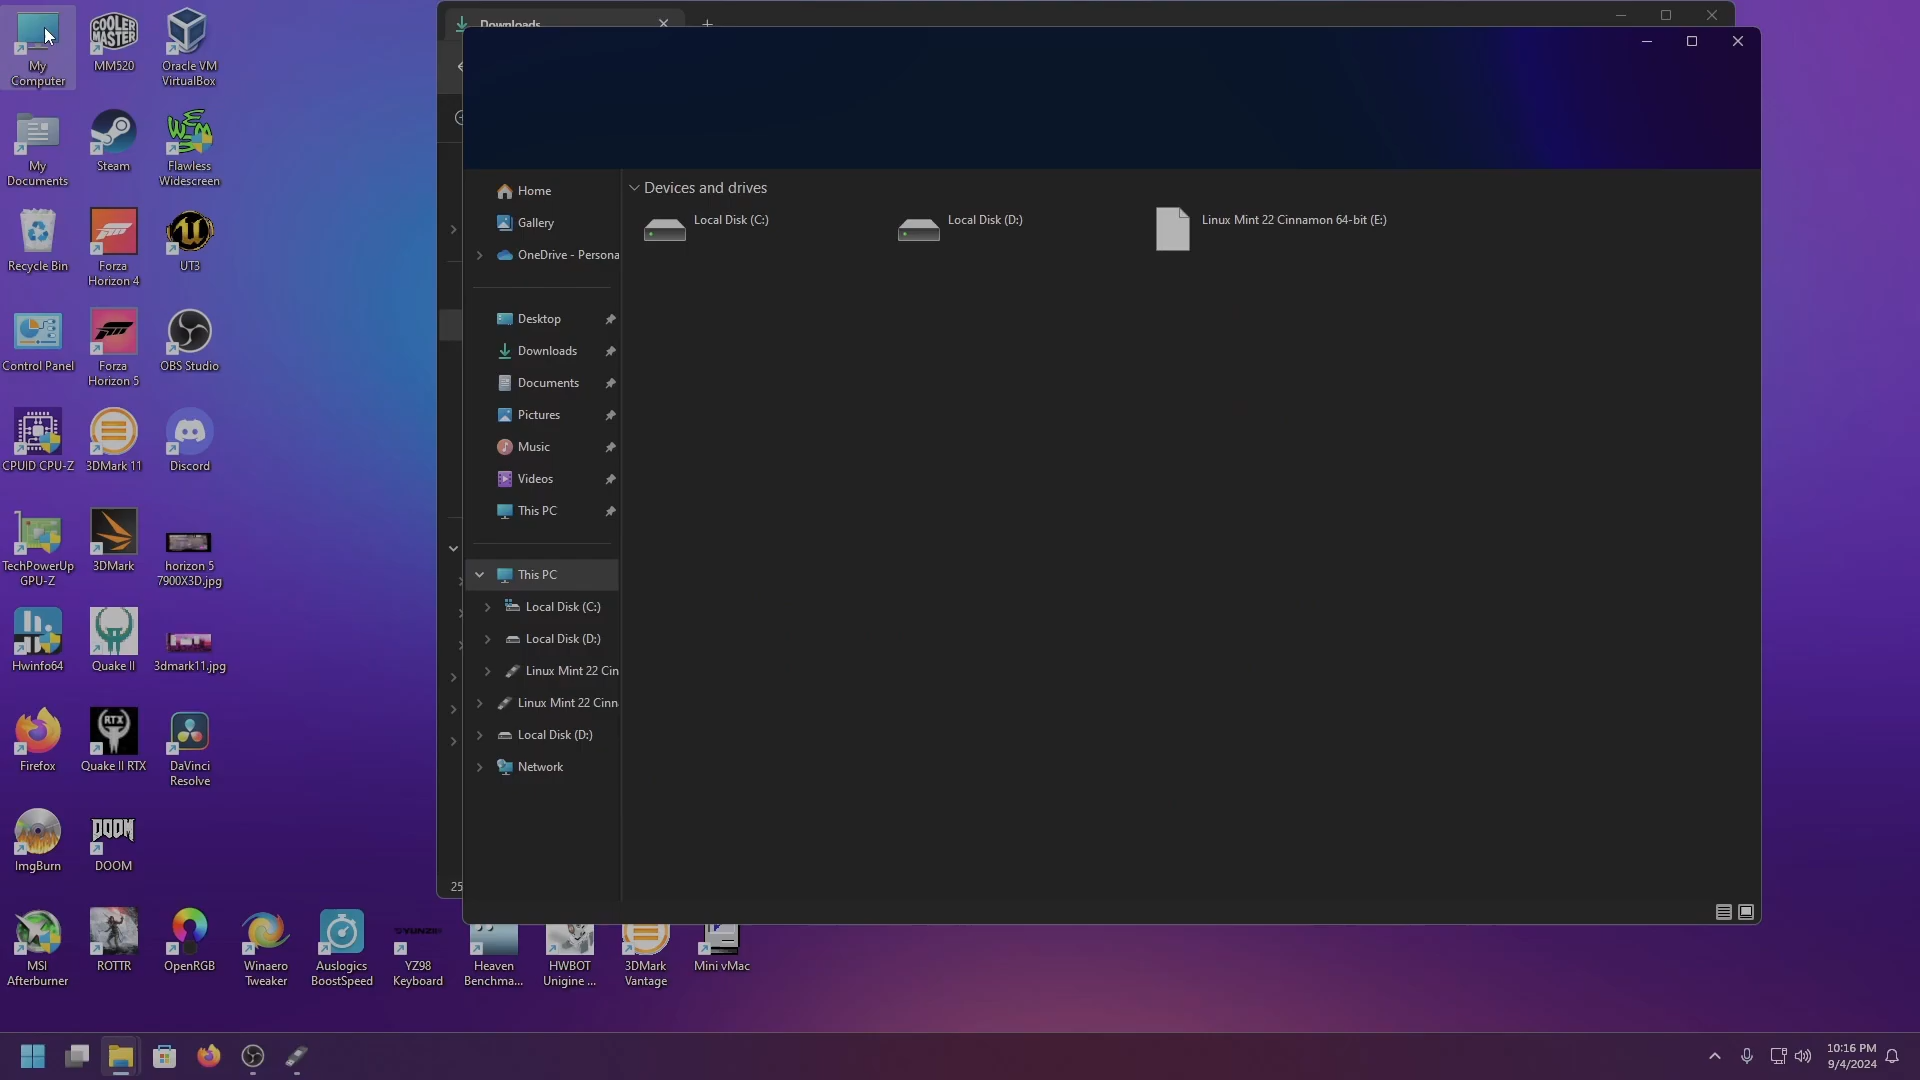 My
Computer
COOLER
MASTER
MM520
Oracle VM
VirtualBox
My
Documents
Steam
Flawless
Widescreen
Recycle Bin
Forza
Horizon 4
UT3
Control Panel
Forza
Horizon 5
OBS Studio
CPUID CPU-Z
3DMark 11
Discord
TechPowerUp
GPU-Z
3DMark
horizon 5
7900X3D.jpg
Hwinfo64
Quake II
3dmark11.jpg
Firefox
RTX
Quake II RTX
DaVinci
Resolve
ImgBurn
DOOM
DOOM
MSI
Afterburner
ROTTR
OpenRGB
Winaero
Tweaker
Auslogics
BoostSpeed
YUNZII
YZ98
Keyboard
Heaven
Benchma...
HWBOT
Unigine ...
3DMark
Vantage
Mini vMac
Downloads
25
Home
Gallery
OneDrive - Persona
Desktop
Downloads
Documents
Pictures
Music
Videos
This PC
This PC
Local Disk (C:)
Local Disk (D:)
Linux Mint 22 Cin
Linux Mint 22 Cinn
Local Disk (D:)
Network
Devices and drives
Local Disk (C:)
Local Disk (D:)
Linux Mint 22 Cinnamon 64-bit (E:)
10:16 PM
9/4/2024